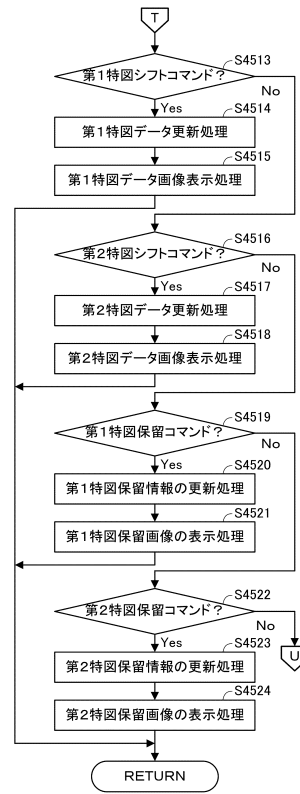 T
S4513
第1特図シフトコマンド?
No
Yes
S4514
第1特図データ更新処理
S4515
第1特図データ画像表示処理
S4516
第2特図シフトコマンド?
No
Yes
S4517
第2特図データ更新処理
S4518
第2特図データ画像表示処理
S4519
第1特図保留コマンド?
No
Yes
S4520
第1特図保留情報の更新処理
S4521
第1特図保留画像の表示処理
S4522
第2特図保留コマンド?
No
Yes
U
S4523
第2特図保留情報の更新処理
S4524
第2特図保留画像の表示処理
RETURN